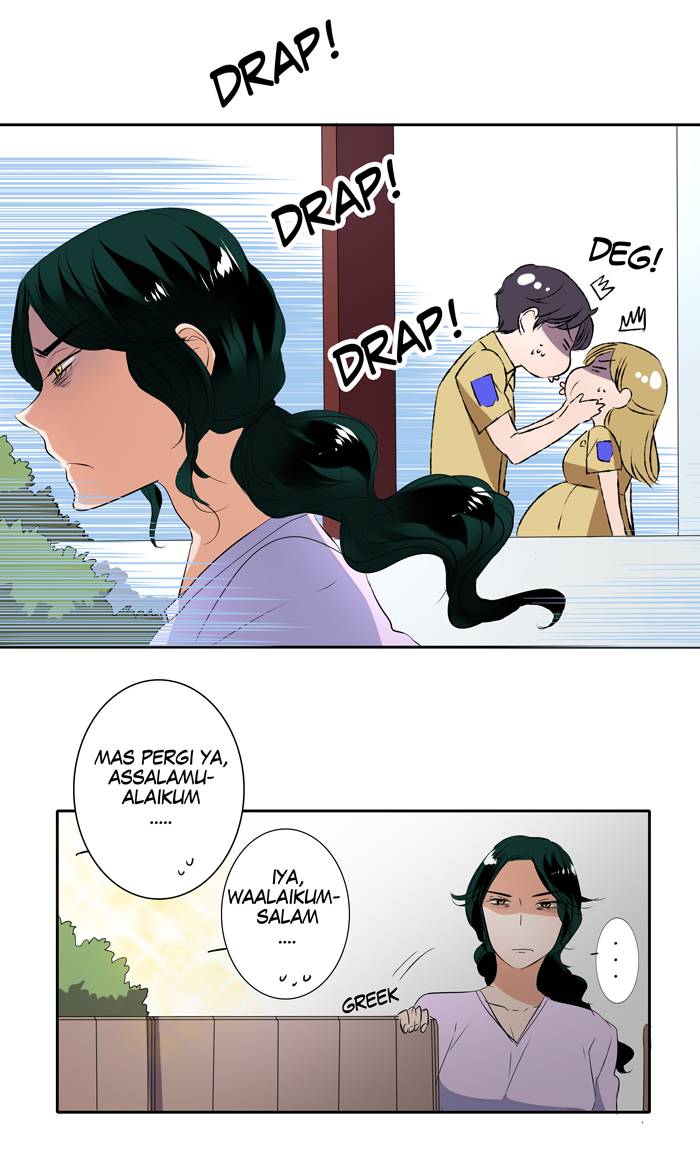 DRAP!
DRAP!
DEG!
DRAP!
MAS PERGI YA,
ASSALAMU-
ALAIKUM
.....
IYA,
WAALAIKUM-
SALAM
....
...
GREEK